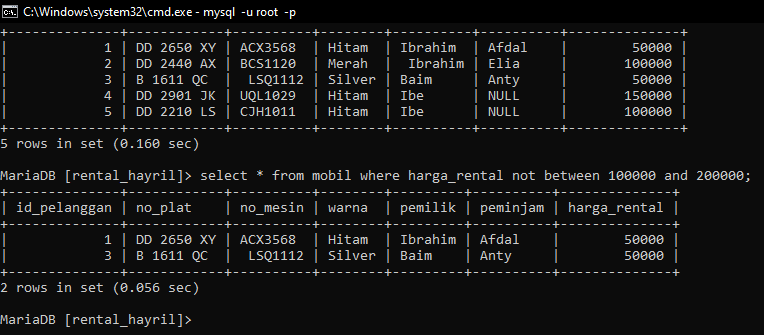 C:\Windows\system32\cmd.exe - mysql  -u root  -p
+--------------+------------+----------+--------+----------+----------+--------------+
|            1 | DD 2650 XY | ACX3568  | Hitam  | Ibrahim  | Afdal    |        50000 |
|            2 | DD 2440 AX | BCS1120  | Merah  |  Ibrahim | Elia     |       100000 |
|            3 | B 1611 QC  |  LSQ1112 | Silver | Baim     | Anty     |        50000 |
|            4 | DD 2901 JK | UQL1029  | Hitam  | Ibe      | NULL     |       150000 |
|            5 | DD 2210 LS | CJH1011  | Hitam  | Ibe      | NULL     |       100000 |
+--------------+------------+----------+--------+----------+----------+--------------+
5 rows in set (0.160 sec)
MariaDB [rental_hayril]> select * from mobil where harga_rental not between 100000 and 200000;
+--------------+------------+----------+--------+---------+----------+--------------+
| id_pelanggan | no_plat    | no_mesin | warna  | pemilik | peminjam | harga_rental |
+--------------+------------+----------+--------+---------+----------+--------------+
|            1 | DD 2650 XY | ACX3568  | Hitam  | Ibrahim | Afdal    |        50000 |
|            3 | B 1611 QC  |  LSQ1112 | Silver | Baim    | Anty     |        50000 |
+--------------+------------+----------+--------+---------+----------+--------------+
2 rows in set (0.056 sec)
MariaDB [rental_hayril]>